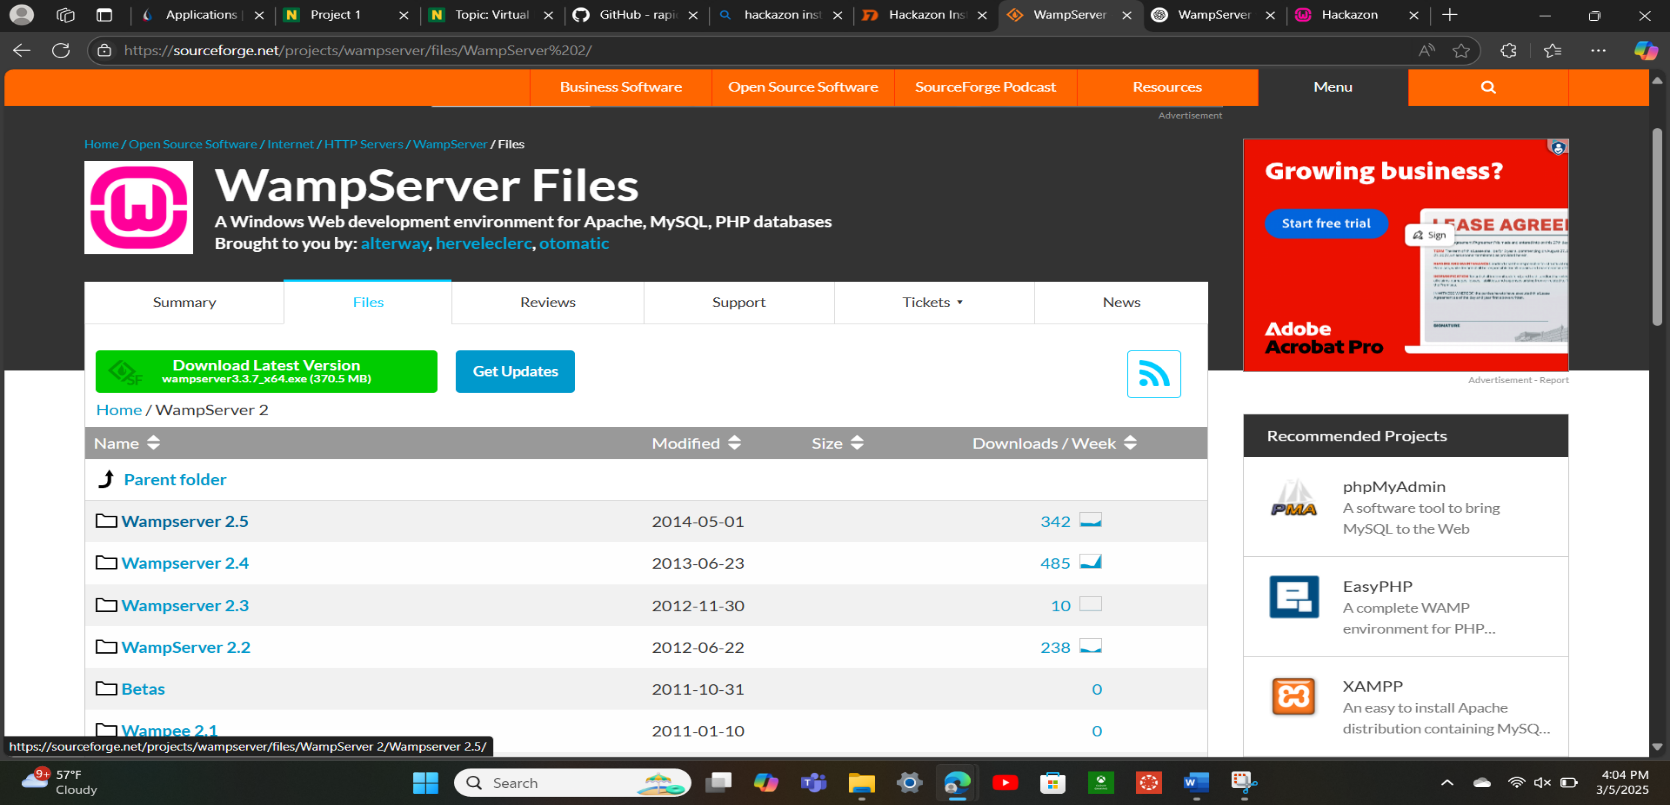 Applications |
Project 1
Topic: Virtual
GitHub - rapi
hackazon inst
Hackazon Inst
WampServer
WampServer
Hackazon
https://sourceforge.net/projects/wampserver/files/WampServer%202/
Business Software
Open Source Software
SourceForge Podcast
Resources
Menu
Advertisement
Home / Open Source Software / Internet / HTTP Servers / WampServer / Files
WampServer Files
A Windows Web development environment for Apache, MySQL, PHP databases
Brought to you by: alterway, herveleclerc, otomatic
Growing business?
Start free trial
LEASE AGREE
Sign
Adobe
Acrobat Pro
Advertisement - Report
Summary
Files
Reviews
Support
Tickets
News
Download Latest Version
wampserver3.3.7_x64.exe (370.5 MB)
SF
Get Updates
Home / WampServer 2
Name Modified Size Downloads / Week
Parent folder
Wampserver 2.5 2014-05-01 342
Wampserver 2.4 2013-06-23 485
Wampserver 2.3 2012-11-30 10
WampServer 2.2 2012-06-22 238
Betas 2011-10-31 0
Wampee 2.1 2011-01-10 0
Recommended Projects
PMA
phpMyAdmin
A software tool to bring
MySQL to the Web
EasyPHP
A complete WAMP
environment for PHP...
XAMPP
An easy to install Apache
distribution containing MySQ...
https://sourceforge.net/projects/wampserver/files/WampServer 2/Wampserver 2.5/
9+
57°F
Cloudy
Search
4:04 PM
3/5/2025